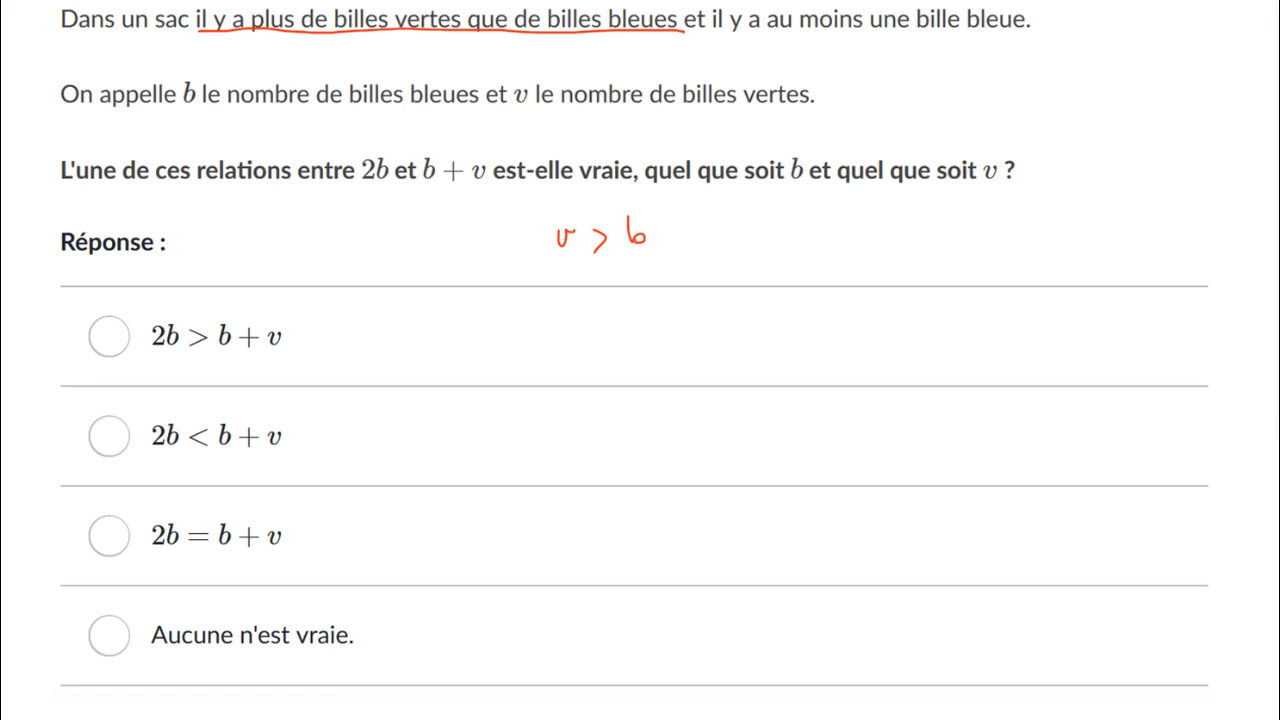 Dans un sac il y a plus de billes vertes que de billes bleues et il y a au moins une bille bleue.
On appelle b le nombre de billes bleues et v le nombre de billes vertes.
L'une de ces relations entre 2b et b + v est-elle vraie, quel que soit b et quel que soit v ?
Réponse :
v > b
2b > b + v
2b < b + v
2b = b + v
Aucune n'est vraie.